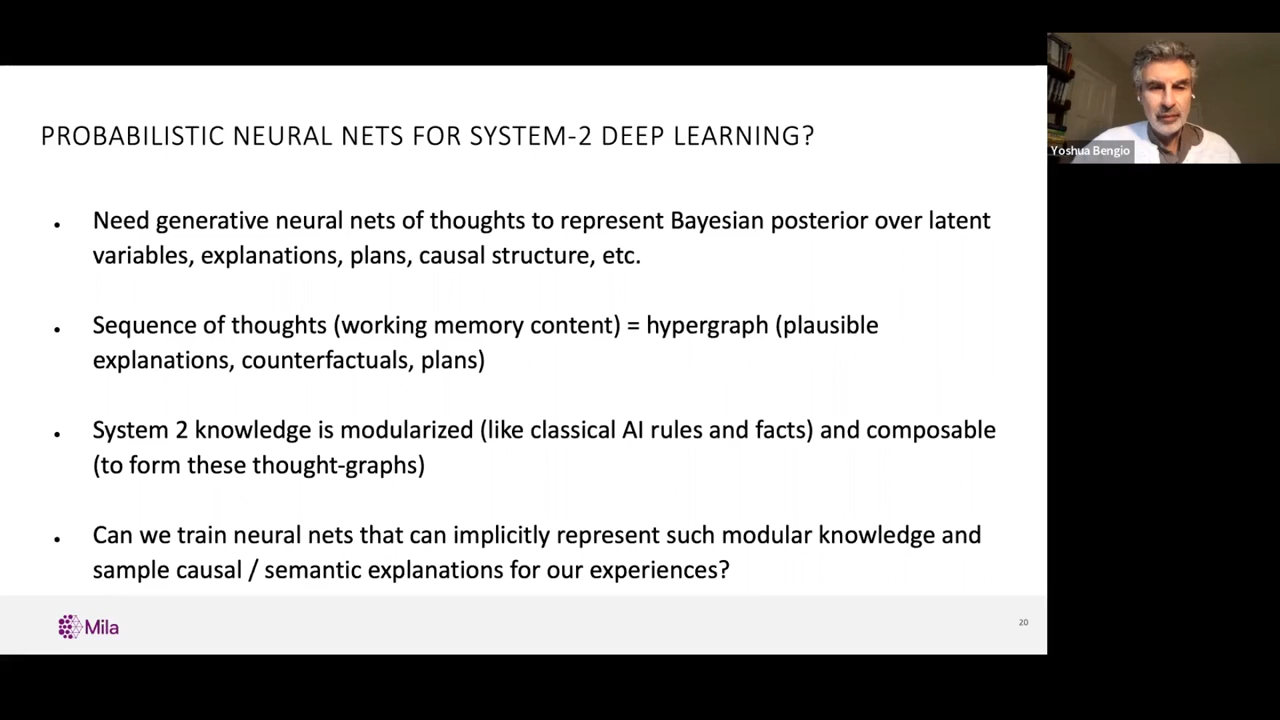 PROBABILISTIC NEURAL NETS FOR SYSTEM-2 DEEP LEARNING?
Yoshua Bengio
• Need generative neural nets of thoughts to represent Bayesian posterior over latent
variables, explanations, plans, causal structure, etc.
• Sequence of thoughts (working memory content) = hypergraph (plausible
explanations, counterfactuals, plans)
• System 2 knowledge is modularized (like classical AI rules and facts) and composable
(to form these thought-graphs)
• Can we train neural nets that can implicitly represent such modular knowledge and
sample causal / semantic explanations for our experiences?
Mila
20